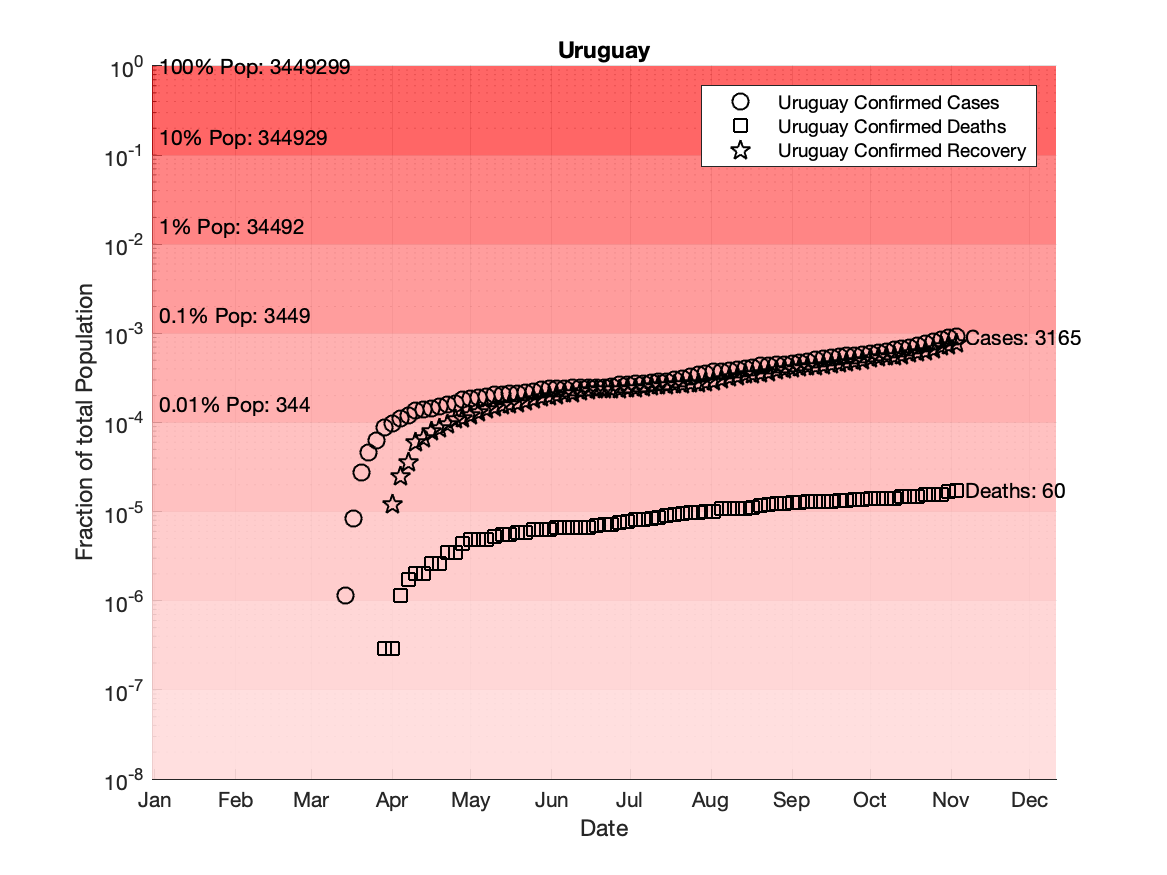 Uruguay
10^0
10^-1
10^-2
10^-3
10^-4
10^-5
10^-6
10^-7
10^-8
Fraction of total Population
100% Pop: 3449299
10% Pop: 344929
1% Pop: 34492
0.1% Pop: 3449
0.01% Pop: 344
Uruguay Confirmed Cases
Uruguay Confirmed Deaths
Uruguay Confirmed Recovery
Cases: 3165
Deaths: 60
Jan Feb Mar Apr May Jun Jul Aug Sep Oct Nov Dec
Date